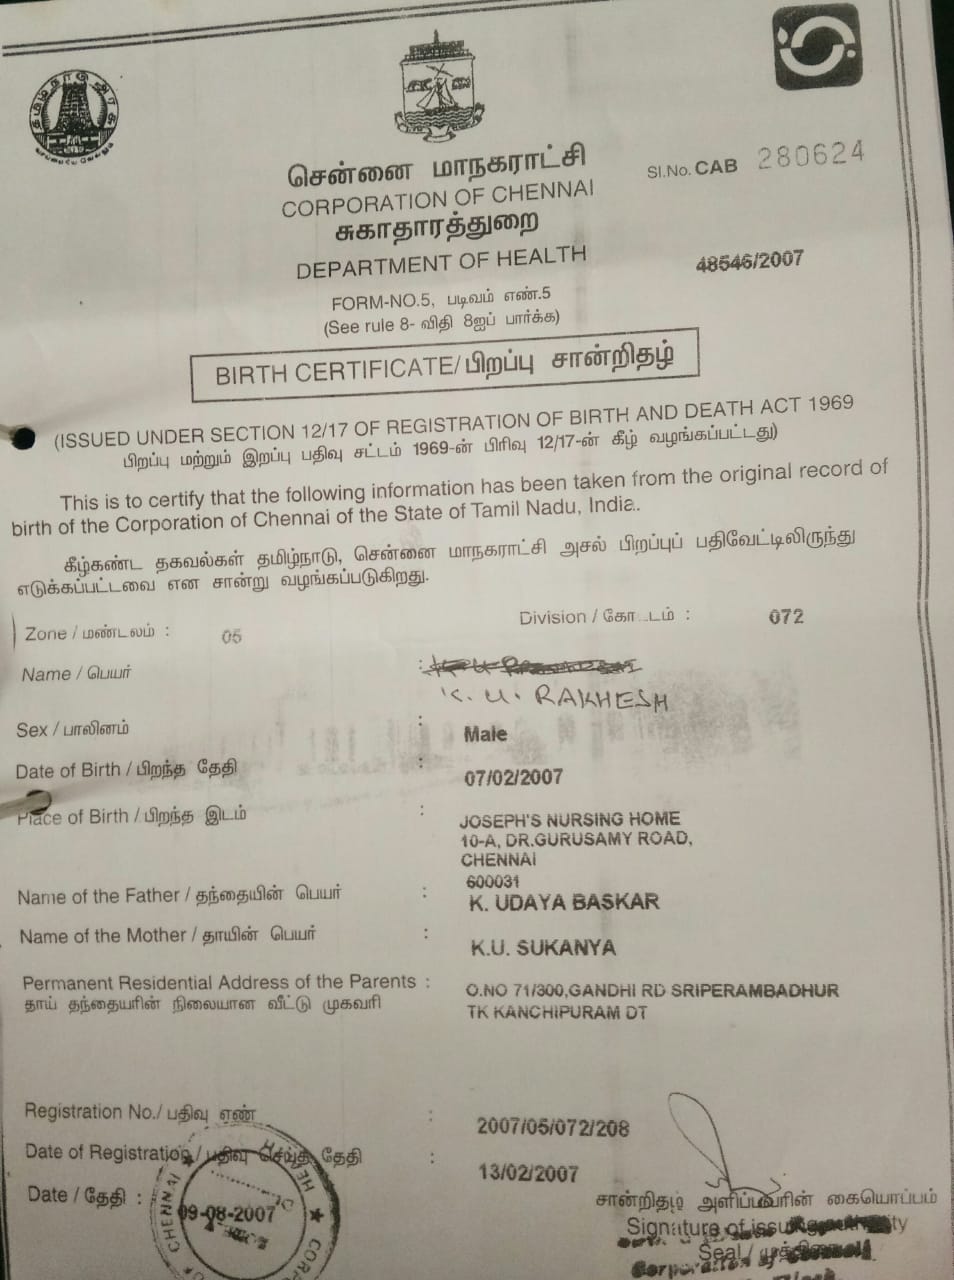 தமிழ்நாடு அரசு
வாய்மையே வெல்லும்
சென்னை மாநகராட்சி
Sl.No. CAB 280624
CORPORATION OF CHENNAI
சுகாதாரத்துறை
DEPARTMENT OF HEALTH
48546/2007
FORM-NO.5, படிவம் எண்.5
(See rule 8- விதி 8ஐப் பார்க்க)
BIRTH CERTIFICATE/பிறப்பு சான்றிதழ்
(ISSUED UNDER SECTION 12/17 OF REGISTRATION OF BIRTH AND DEATH ACT 1969
பிறப்பு மற்றும் இறப்பு பதிவு சட்டம் 1969-ன் பிரிவு 12/17-ன் கீழ் வழங்கப்பட்டது)
This is to certify that the following information has been taken from the original record of
birth of the Corporation of Chennai of the State of Tamil Nadu, India.
கீழ்கண்ட தகவல்கள் தமிழ்நாடு, சென்னை மாநகராட்சி அசல் பிறப்புப் பதிவேட்டிலிருந்து
எடுக்கப்பட்டவை என சான்று வழங்கப்படுகிறது.
Zone / மண்டலம் : 05 Division / கோட்டம் : 072
Name / பெயர் :
K. U. RAKHESH
Sex / பாலினம் : Male
Date of Birth / பிறந்த தேதி : 07/02/2007
Place of Birth / பிறந்த இடம் : JOSEPH'S NURSING HOME
10-A, DR.GURUSAMY ROAD,
CHENNAI
600031
Name of the Father / தந்தையின் பெயர் : K. UDAYA BASKAR
Name of the Mother / தாயின் பெயர் : K.U. SUKANYA
Permanent Residential Address of the Parents : O.NO 71/300,GANDHI RD SRIPERAMBADHUR
தாய் தந்தையரின் நிலையான வீட்டு முகவரி TK KANCHIPURAM DT
Registration No./ பதிவு எண் : 2007/05/072/208
Date of Registration / பதிவு செய்த தேதி : 13/02/2007
Date / தேதி : 09-08-2007
சான்றிதழ் அளிப்பவரின் கையொப்பம்
Signature of issuing authority
Seal / முத்திரை
Corporation of